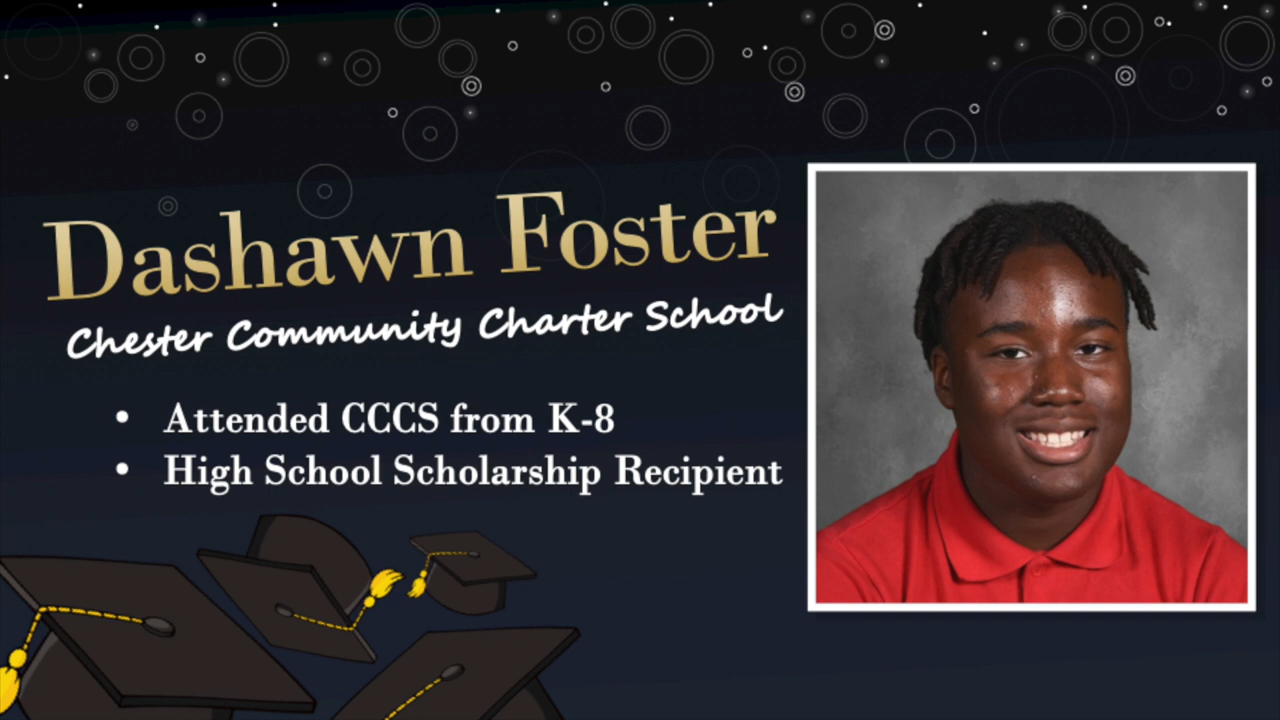 Dashawn Foster
Chester Community Charter School
• Attended CCCS from K-8
• High School Scholarship Recipient